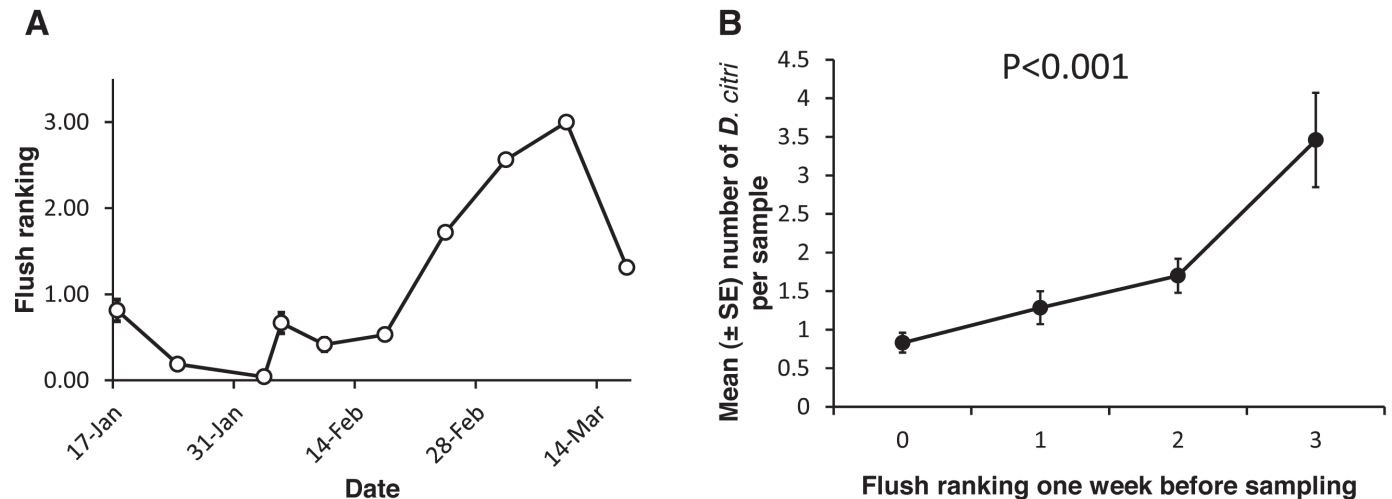 A
Flush ranking
3.00
2.00
1.00
0.00
17-Jan
31-Jan
14-Feb
28-Feb
14-Mar
Date
B
P<0.001
Mean (± SE) number of D. citri
per sample
4.5
4
3.5
3
2.5
2
1.5
1
0.5
0
0 1 2 3
Flush ranking one week before sampling